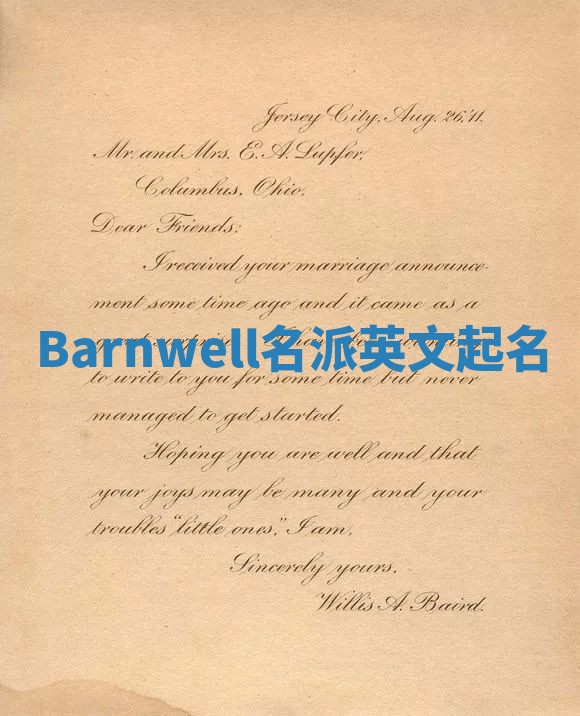 Jersey City, Aug. 26, '11.
Mr. and Mrs. E. A. Lupfer,
Columbus, Ohio.
Dear Friends:
I received your marriage announce-
ment some time ago and it came as a
Barnwell名派英文起名
to write to you for some time but never
managed to get started.
Hoping you are well and that
your joys may be many and your
troubles "little ones," I am,
Sincerely yours,
Willis A. Baird.